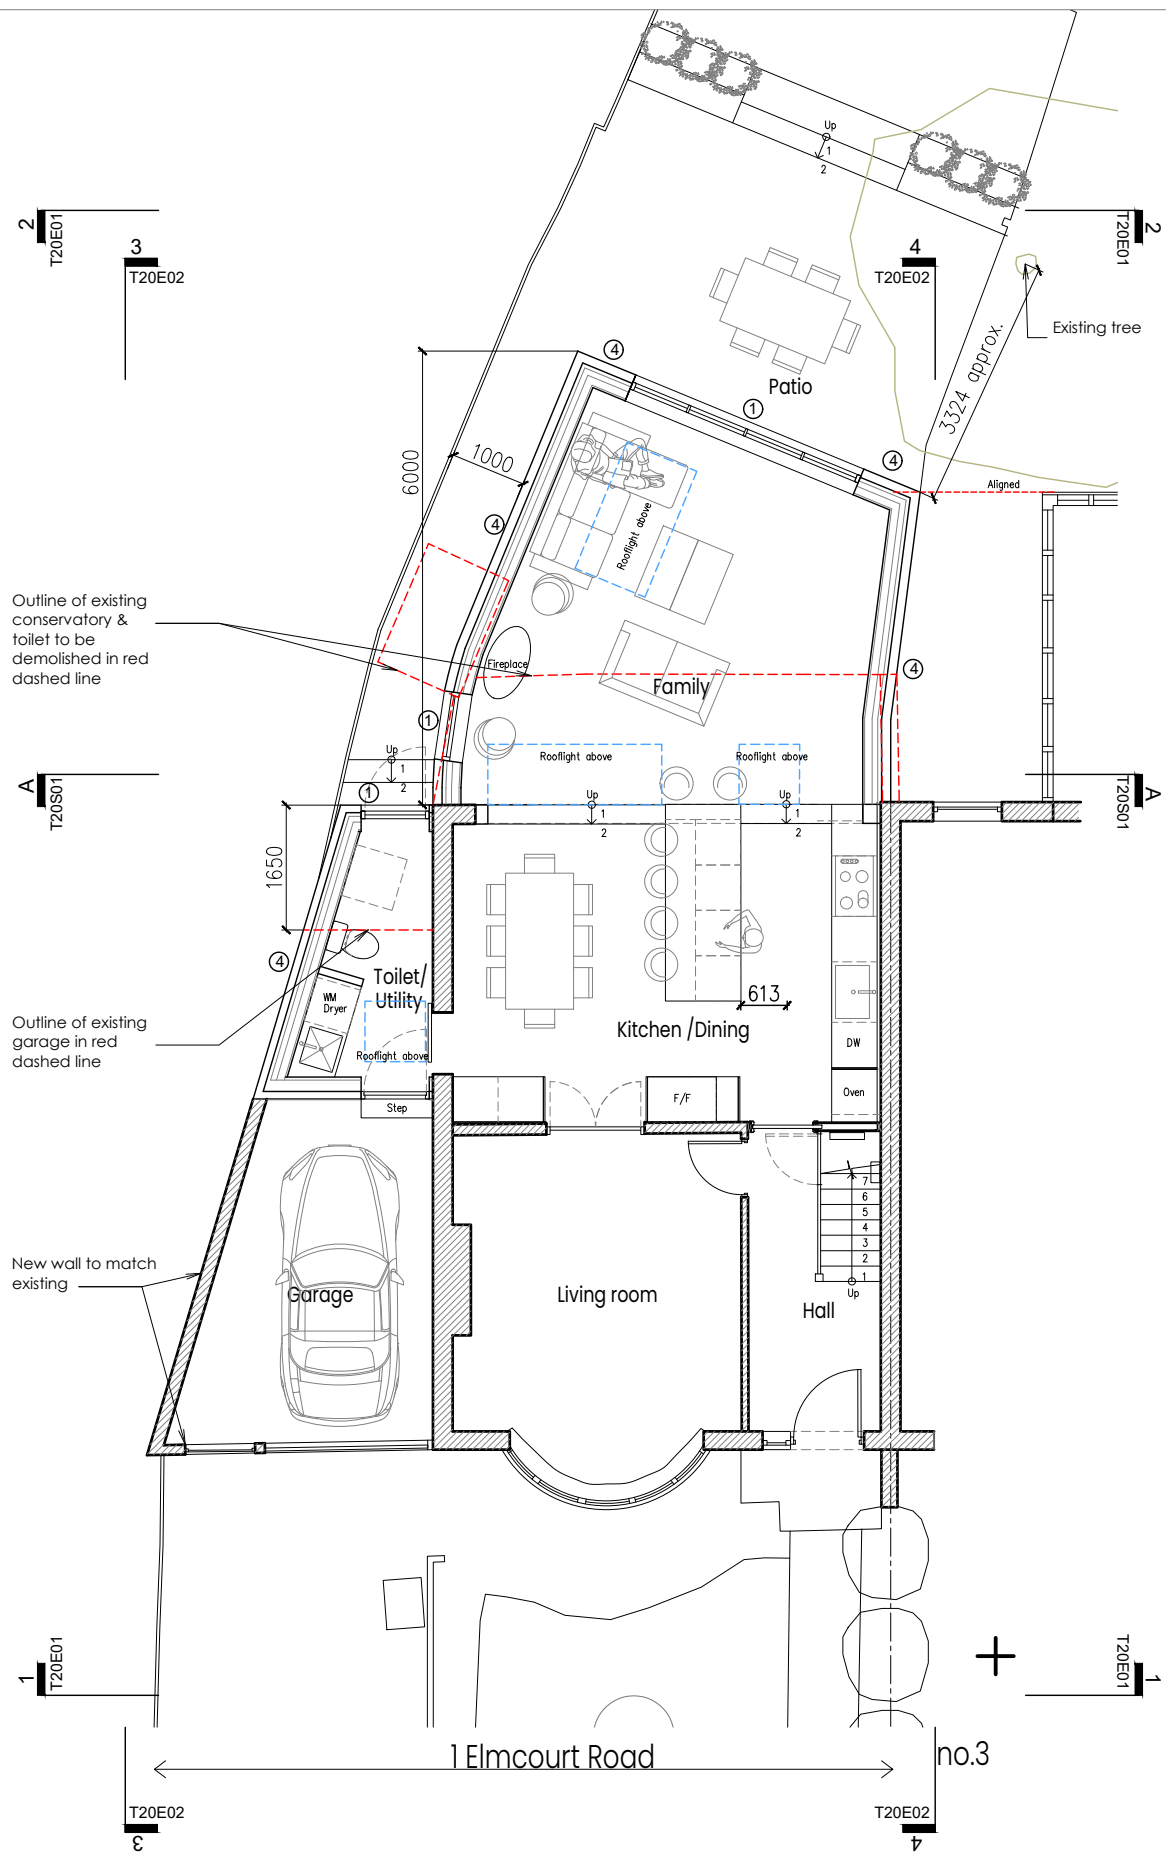 Up
1
2
2
T20E01
3
T20E02
4
T20E02
2
T20E01
Existing tree
3324 approx.
Patio
4
1
4
6000
1000
4
Aligned
Rooflight above
Outline of existing
conservatory &
toilet to be
demolished in red
dashed line
Fireplace
Family
4
1
Up
1
2
Rooflight above
Rooflight above
A
T20S01
1
Up
1
2
Up
1
2
A
T20S01
1650
4
Toilet/
Utility
WM
Dryer
613
Kitchen /Dining
Outline of existing
garage in red
dashed line
Rooflight above
DW
Oven
F/F
Step
7
6
5
4
3
2
1
Up
New wall to match
existing
Garage
Living room
Hall
1
T20E01
1
T20E01
1 Elmcourt Road
no.3
T20E02
3
T20E02
4